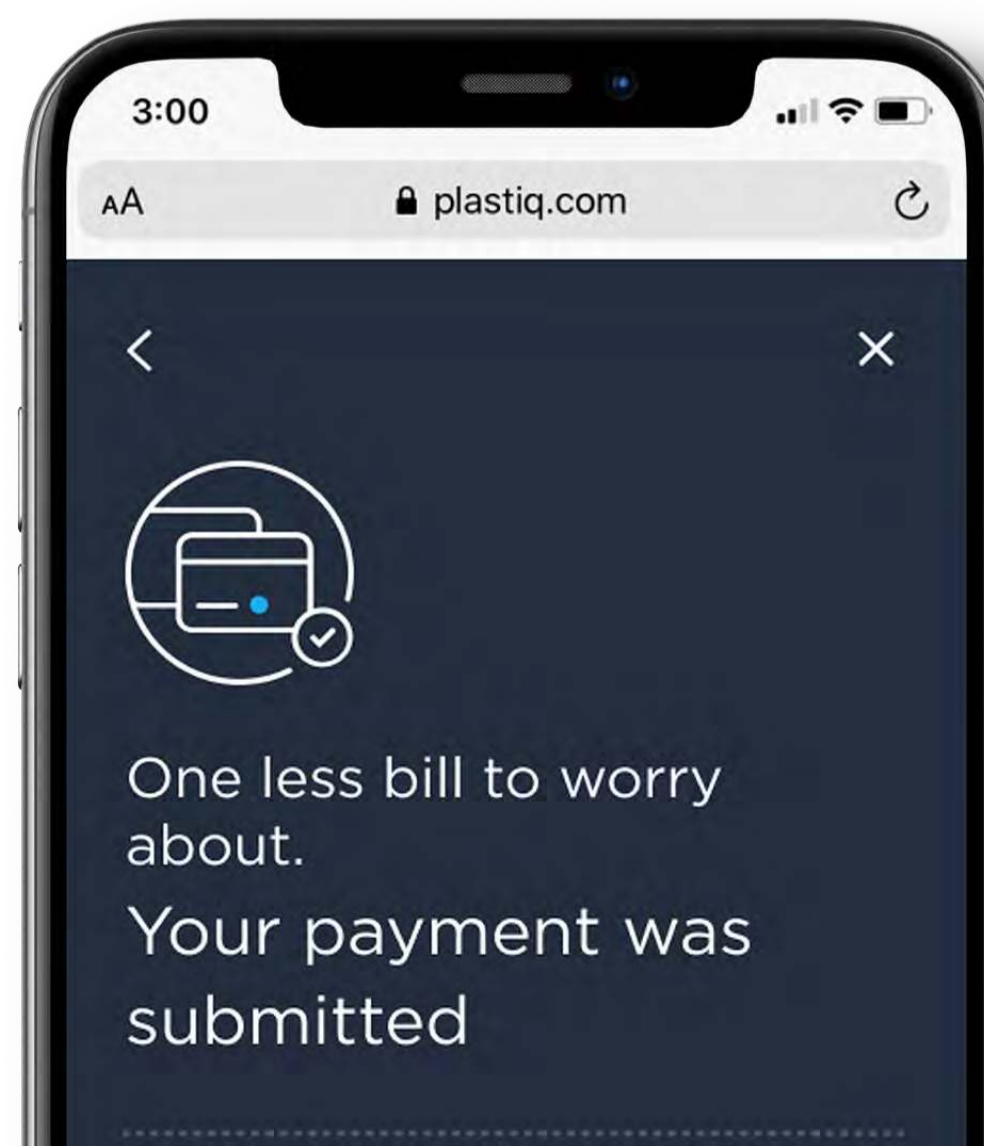 3:00
AA plastiq.com
One less bill to worry
about.
Your payment was
submitted